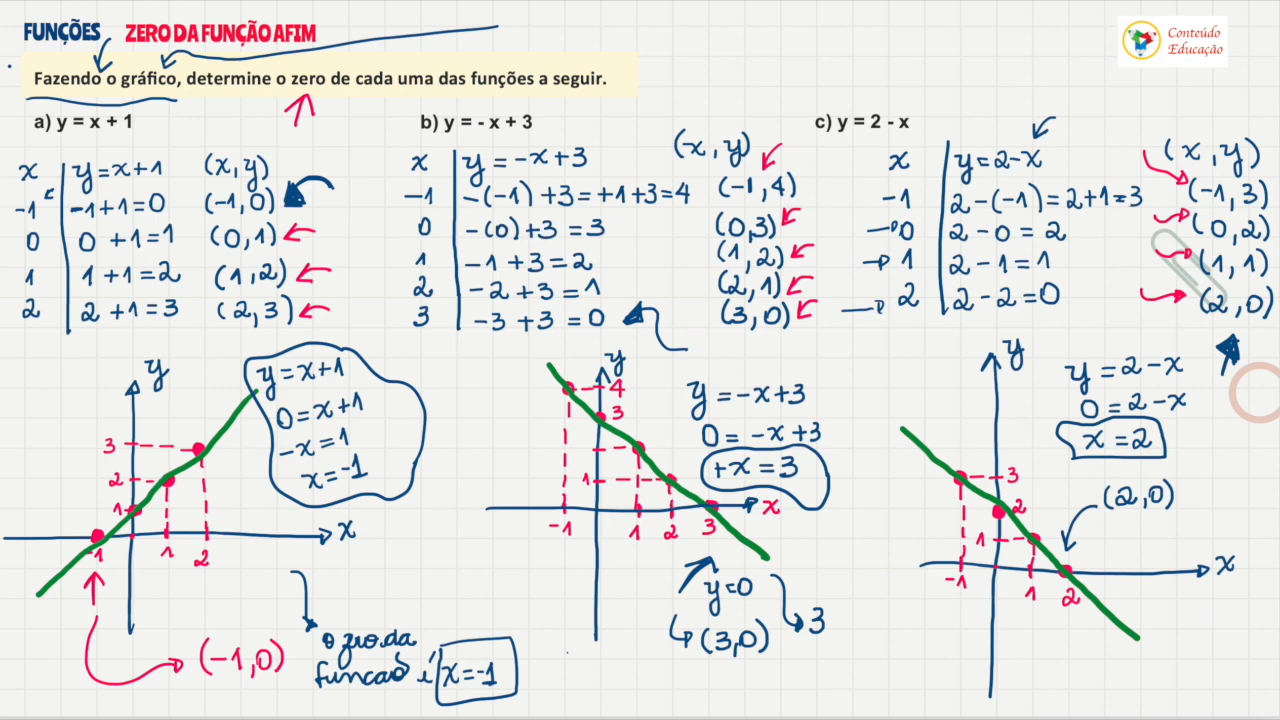 FUNÇÕES ZERO DA FUNÇÃO AFIM
Conteúdo
Educação
Fazendo o gráfico, determine o zero de cada uma das funções a seguir.
a) y = x + 1
x y=x+1 (x,y)
-1 -1+1=0 (-1,0)
0 0+1=1 (0,1)
1 1+1=2 (1,2)
2 2+1=3 (2,3)
y
3
2
1
-1 1 2
x
y=x+1
0=x+1
-x=1
x=-1
(-1,0)
o zero da
função é x=-1
b) y = - x + 3
x y=-x+3 (x,y)
-1 -(-1)+3=+1+3=4 (-1,4)
0 -(0)+3=3 (0,3)
1 -1+3=2 (1,2)
2 -2+3=1 (2,1)
3 -3+3=0 (3,0)
y
4
3
1
-1 1 2 3
x
y=-x+3
0=-x+3
+x=3
y=0
(3,0)
3
c) y = 2 - x
x y=2-x (x,y)
-1 2-(-1)=2+1=3 (-1,3)
0 2-0=2 (0,2)
1 2-1=1 (1,1)
2 2-2=0 (2,0)
y
3
2
1
-1 1 2
x
y=2-x
0=2-x
x=2
(2,0)